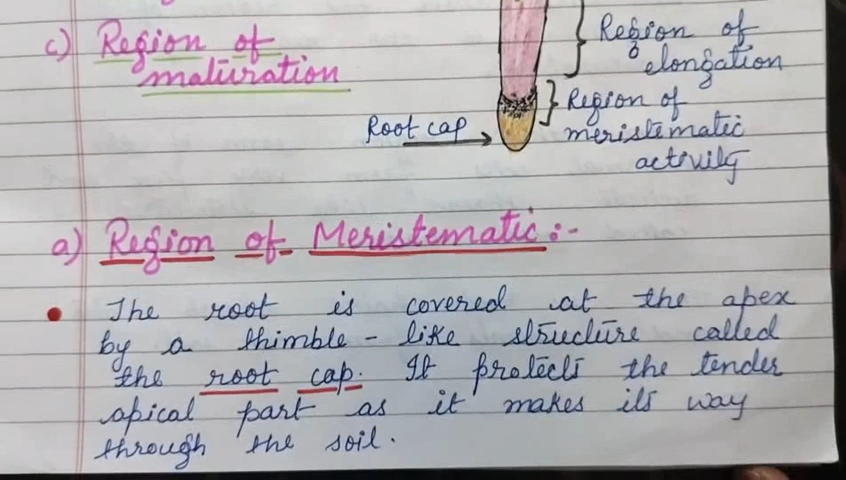 c) Region of
maturation
Region of
elongation
Region of
meristematic
activity
Root cap
a) Region of Meristematic :-
The root is covered at the apex
by a thimble - like structure called
the root cap. It protects the tender
apical part as it makes its way
through the soil.